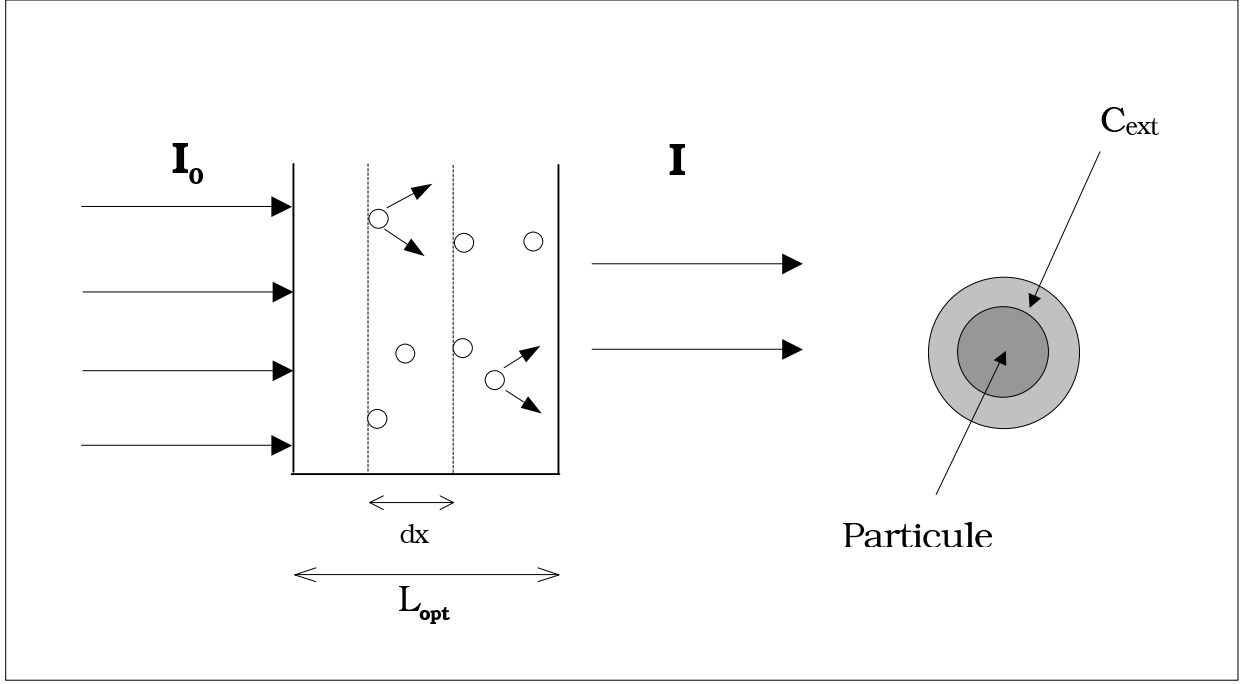 I₀
I
Cext
dx
Lopt
Particule